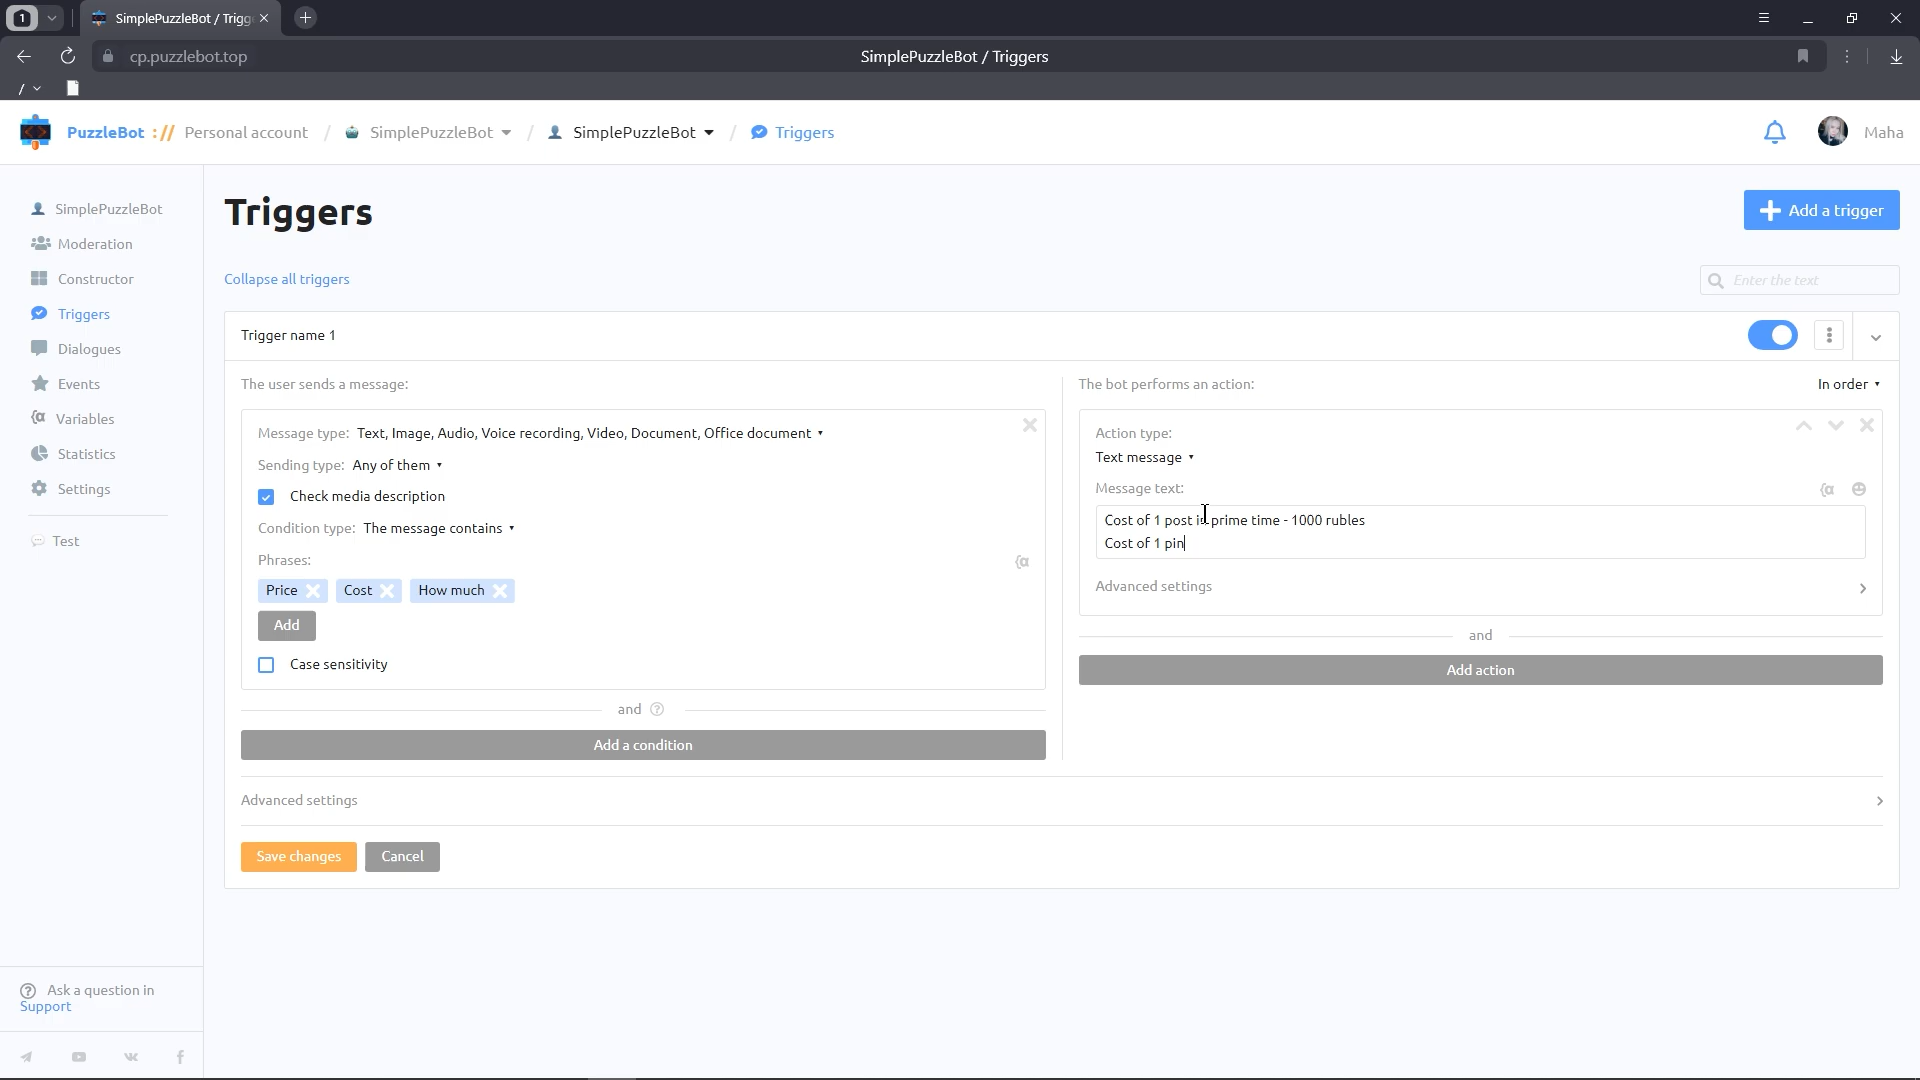 1
SimplePuzzleBot / Trigg
cp.puzzlebot.top
SimplePuzzleBot / Triggers
/
PuzzleBot :// Personal account / SimplePuzzleBot / SimplePuzzleBot / Triggers
Maha
SimplePuzzleBot
Moderation
Constructor
Triggers
Dialogues
Events
Variables
Statistics
Settings
Test
Ask a question in
Support
Triggers
Add a trigger
Collapse all triggers
Enter the text
Trigger name 1
The user sends a message:
Message type: Text, Image, Audio, Voice recording, Video, Document, Office document
Sending type: Any of them
Check media description
Condition type: The message contains
Phrases:
Price
Cost
How much
Add
Case sensitivity
and
Add a condition
The bot performs an action:
In order
Action type:
Text message
Message text:
Cost of 1 post in prime time - 1000 rubles
Cost of 1 pin
Advanced settings
and
Add action
Advanced settings
Save changes
Cancel